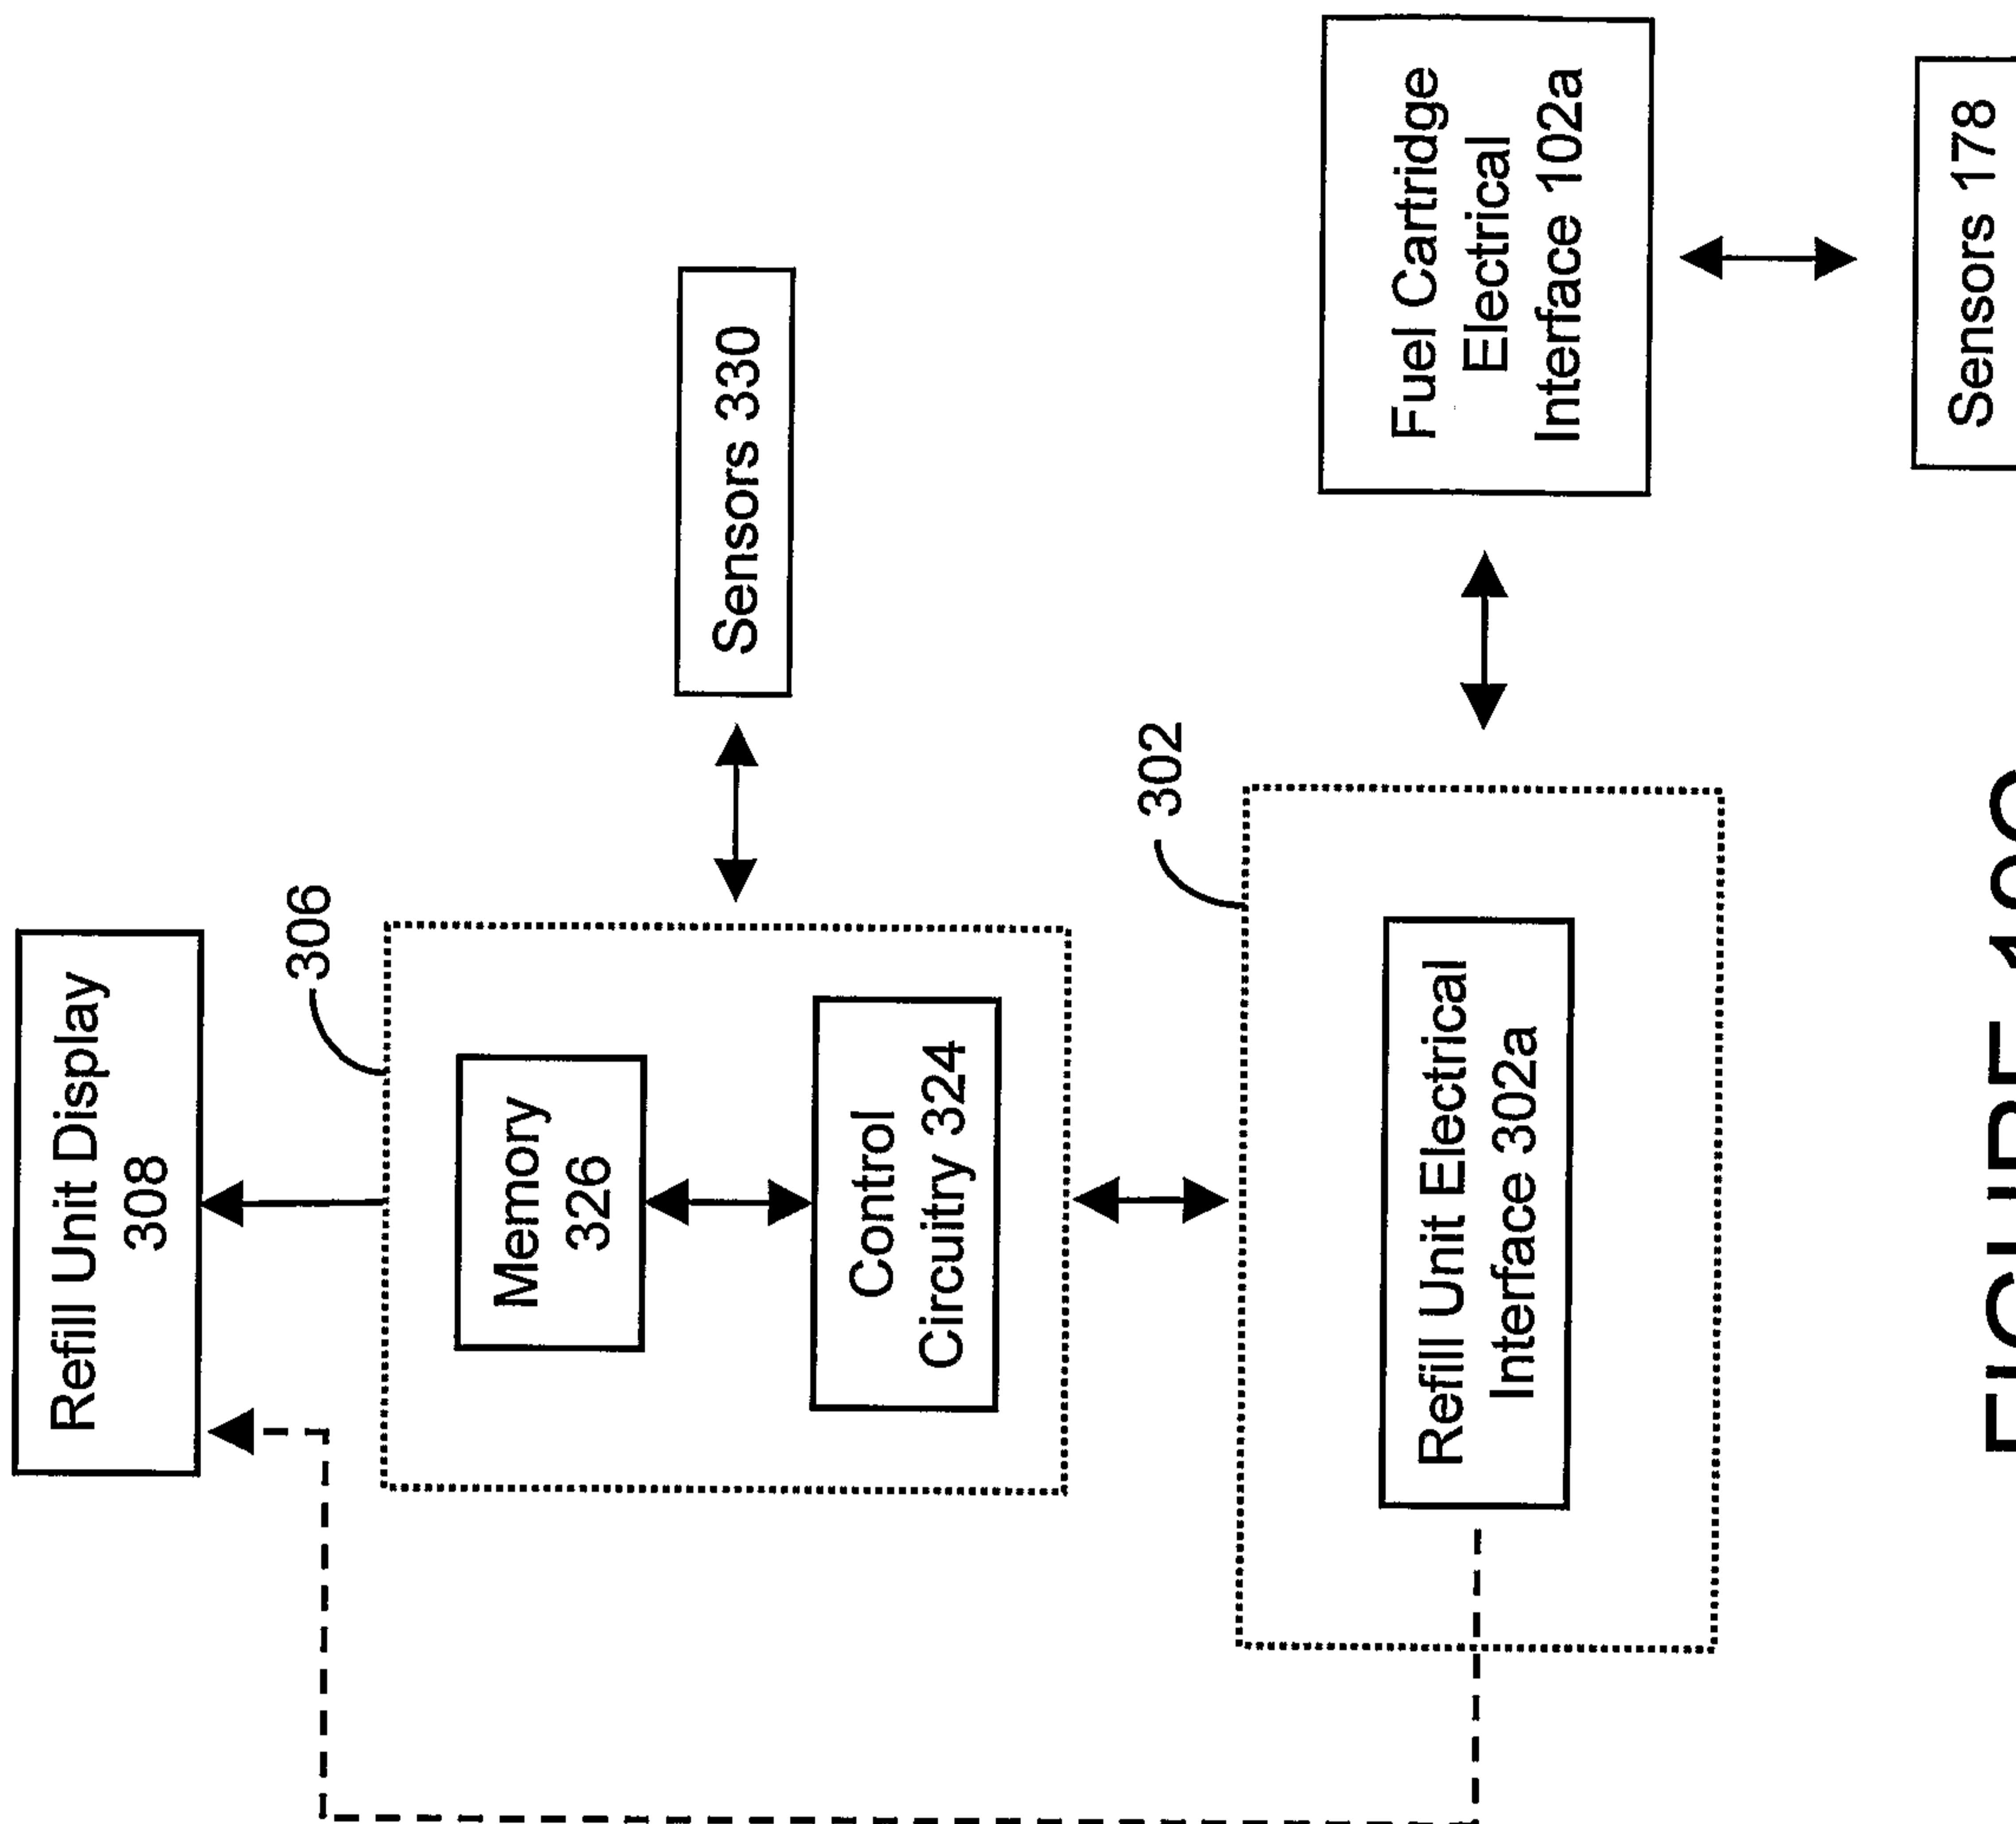 Refill Unit Display
308
306
Memory
326
Control
Circuitry 324
Sensors 330
302
Refill Unit Electrical
Interface 302a
Fuel Cartridge
Electrical
Interface 102a
Sensors 178
FIGURE